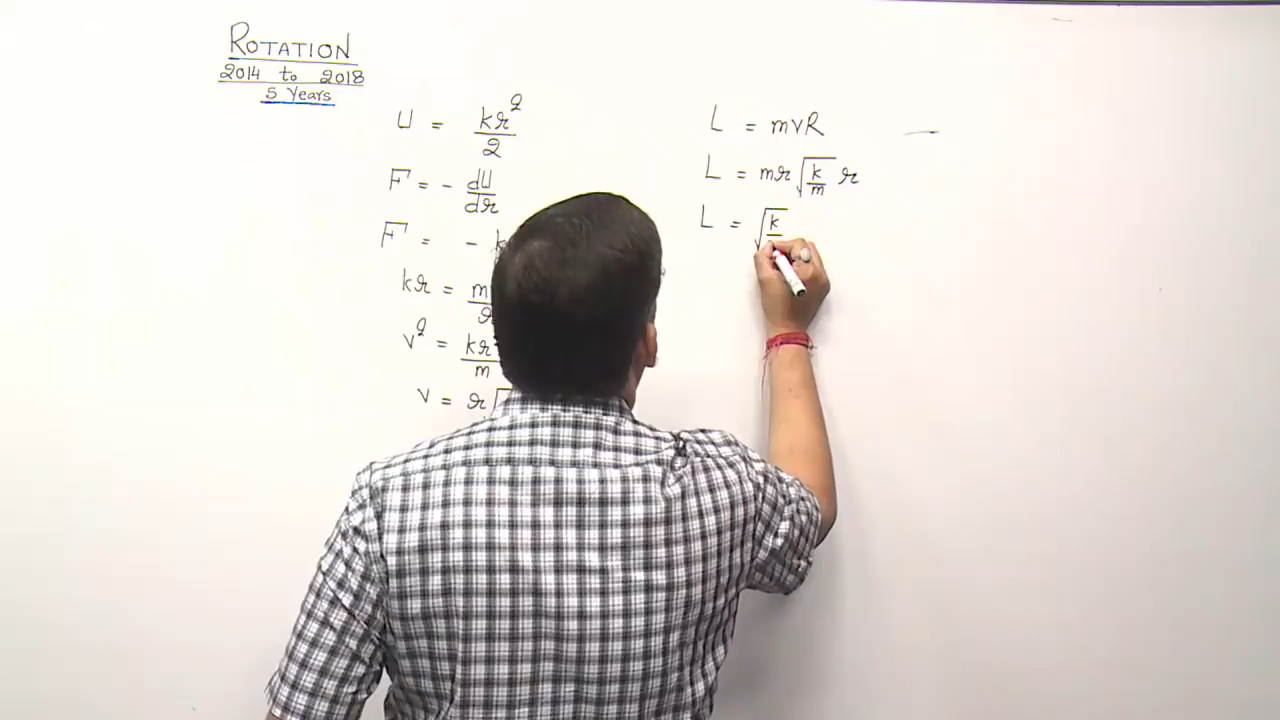 ROTATION
2014 to 2018
5 Years
U = kr²/2
F = - dU/dr
F = - k
kr = m
v² = kr/m
v = r√
L = mvR
L = mr√(k/m) r
L = √k